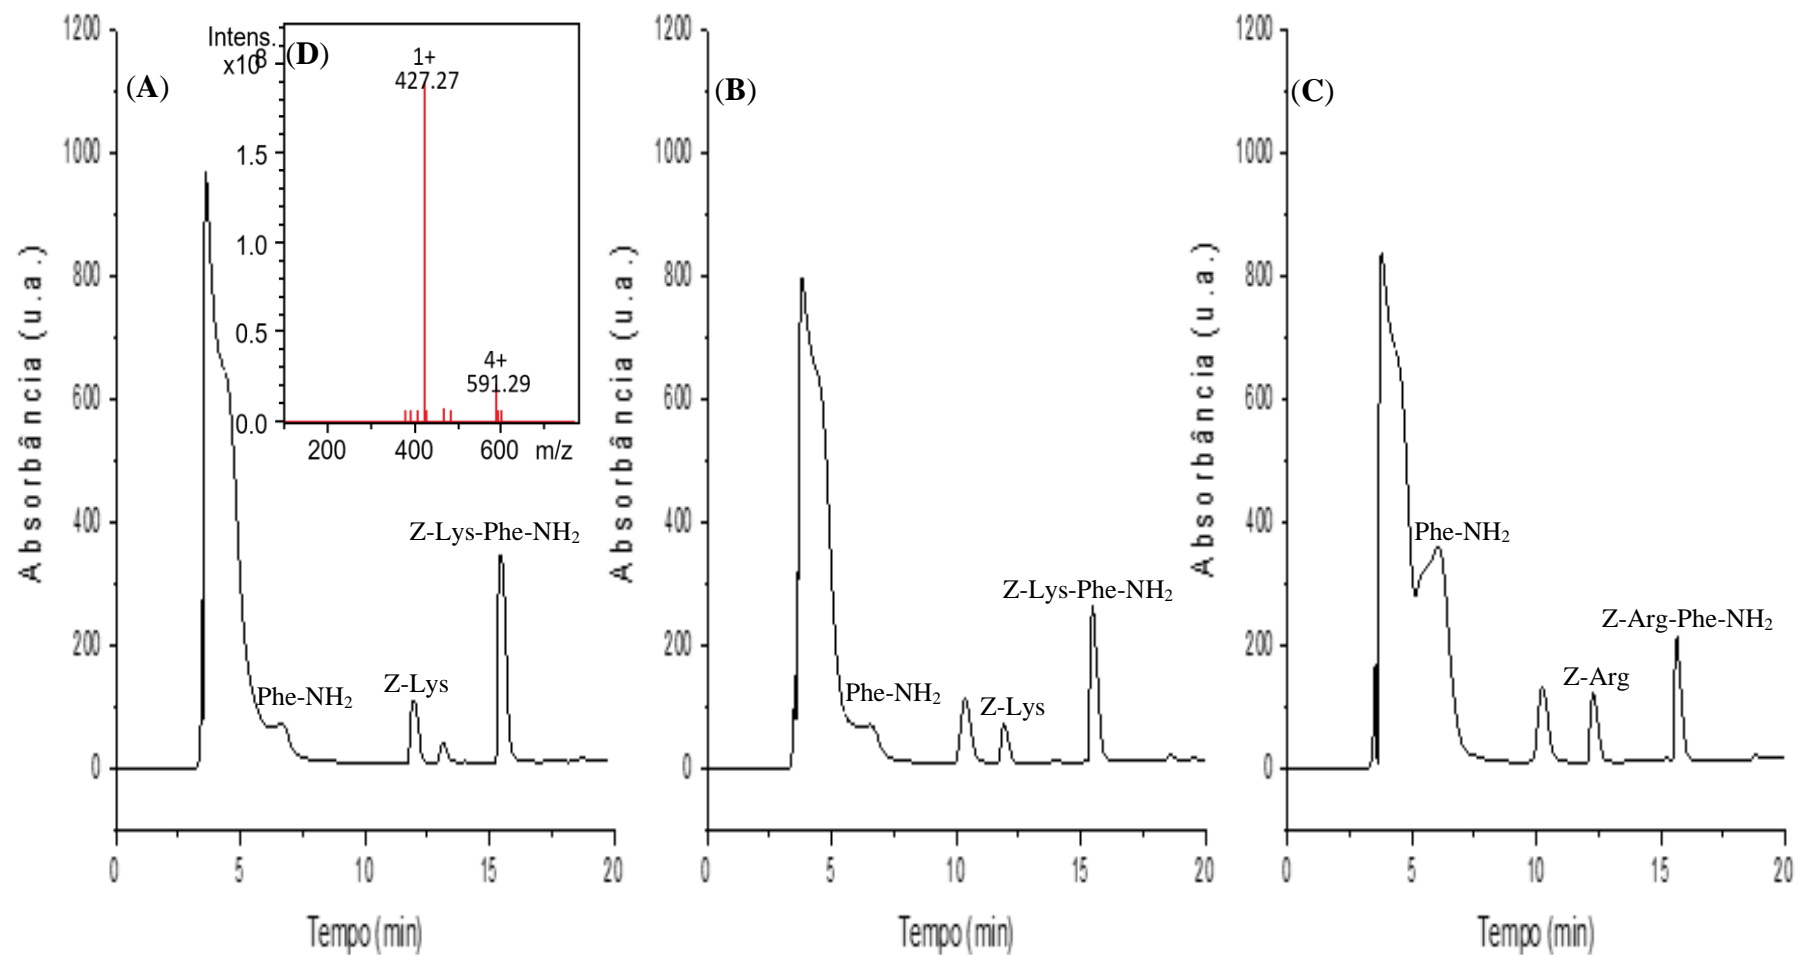 (A)
Absorbância (u.a.)
1200
1000
800
600
400
200
0
0 5 10 15 20
Tempo (min)
Phe-NH₂
Z-Lys
Z-Lys-Phe-NH₂
(D)
Intens.
x10⁸
1.5
1.0
0.5
0.0
1+
427.27
4+
591.29
200 400 600 m/z
(B)
Absorbância (u.a.)
1200
1000
800
600
400
200
0
0 5 10 15 20
Tempo (min)
Phe-NH₂
Z-Lys
Z-Lys-Phe-NH₂
(C)
Absorbância (u.a.)
1200
1000
800
600
400
200
0
0 5 10 15 20
Tempo (min)
Phe-NH₂
Z-Arg
Z-Arg-Phe-NH₂